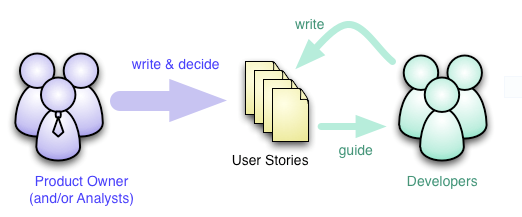 write
write & decide
User Stories
guide
Product Owner
(and/or Analysts)
Developers